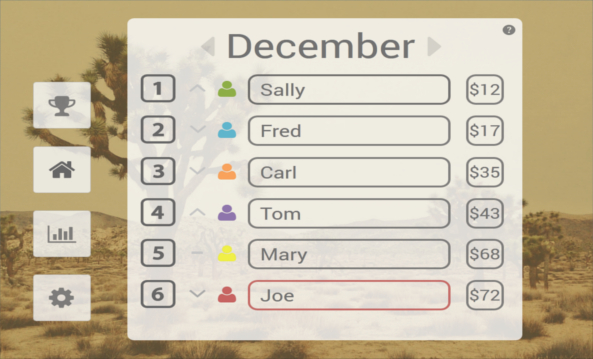 December
?
1 Sally $12
2 Fred $17
3 Carl $35
4 Tom $43
5 Mary $68
6 Joe $72